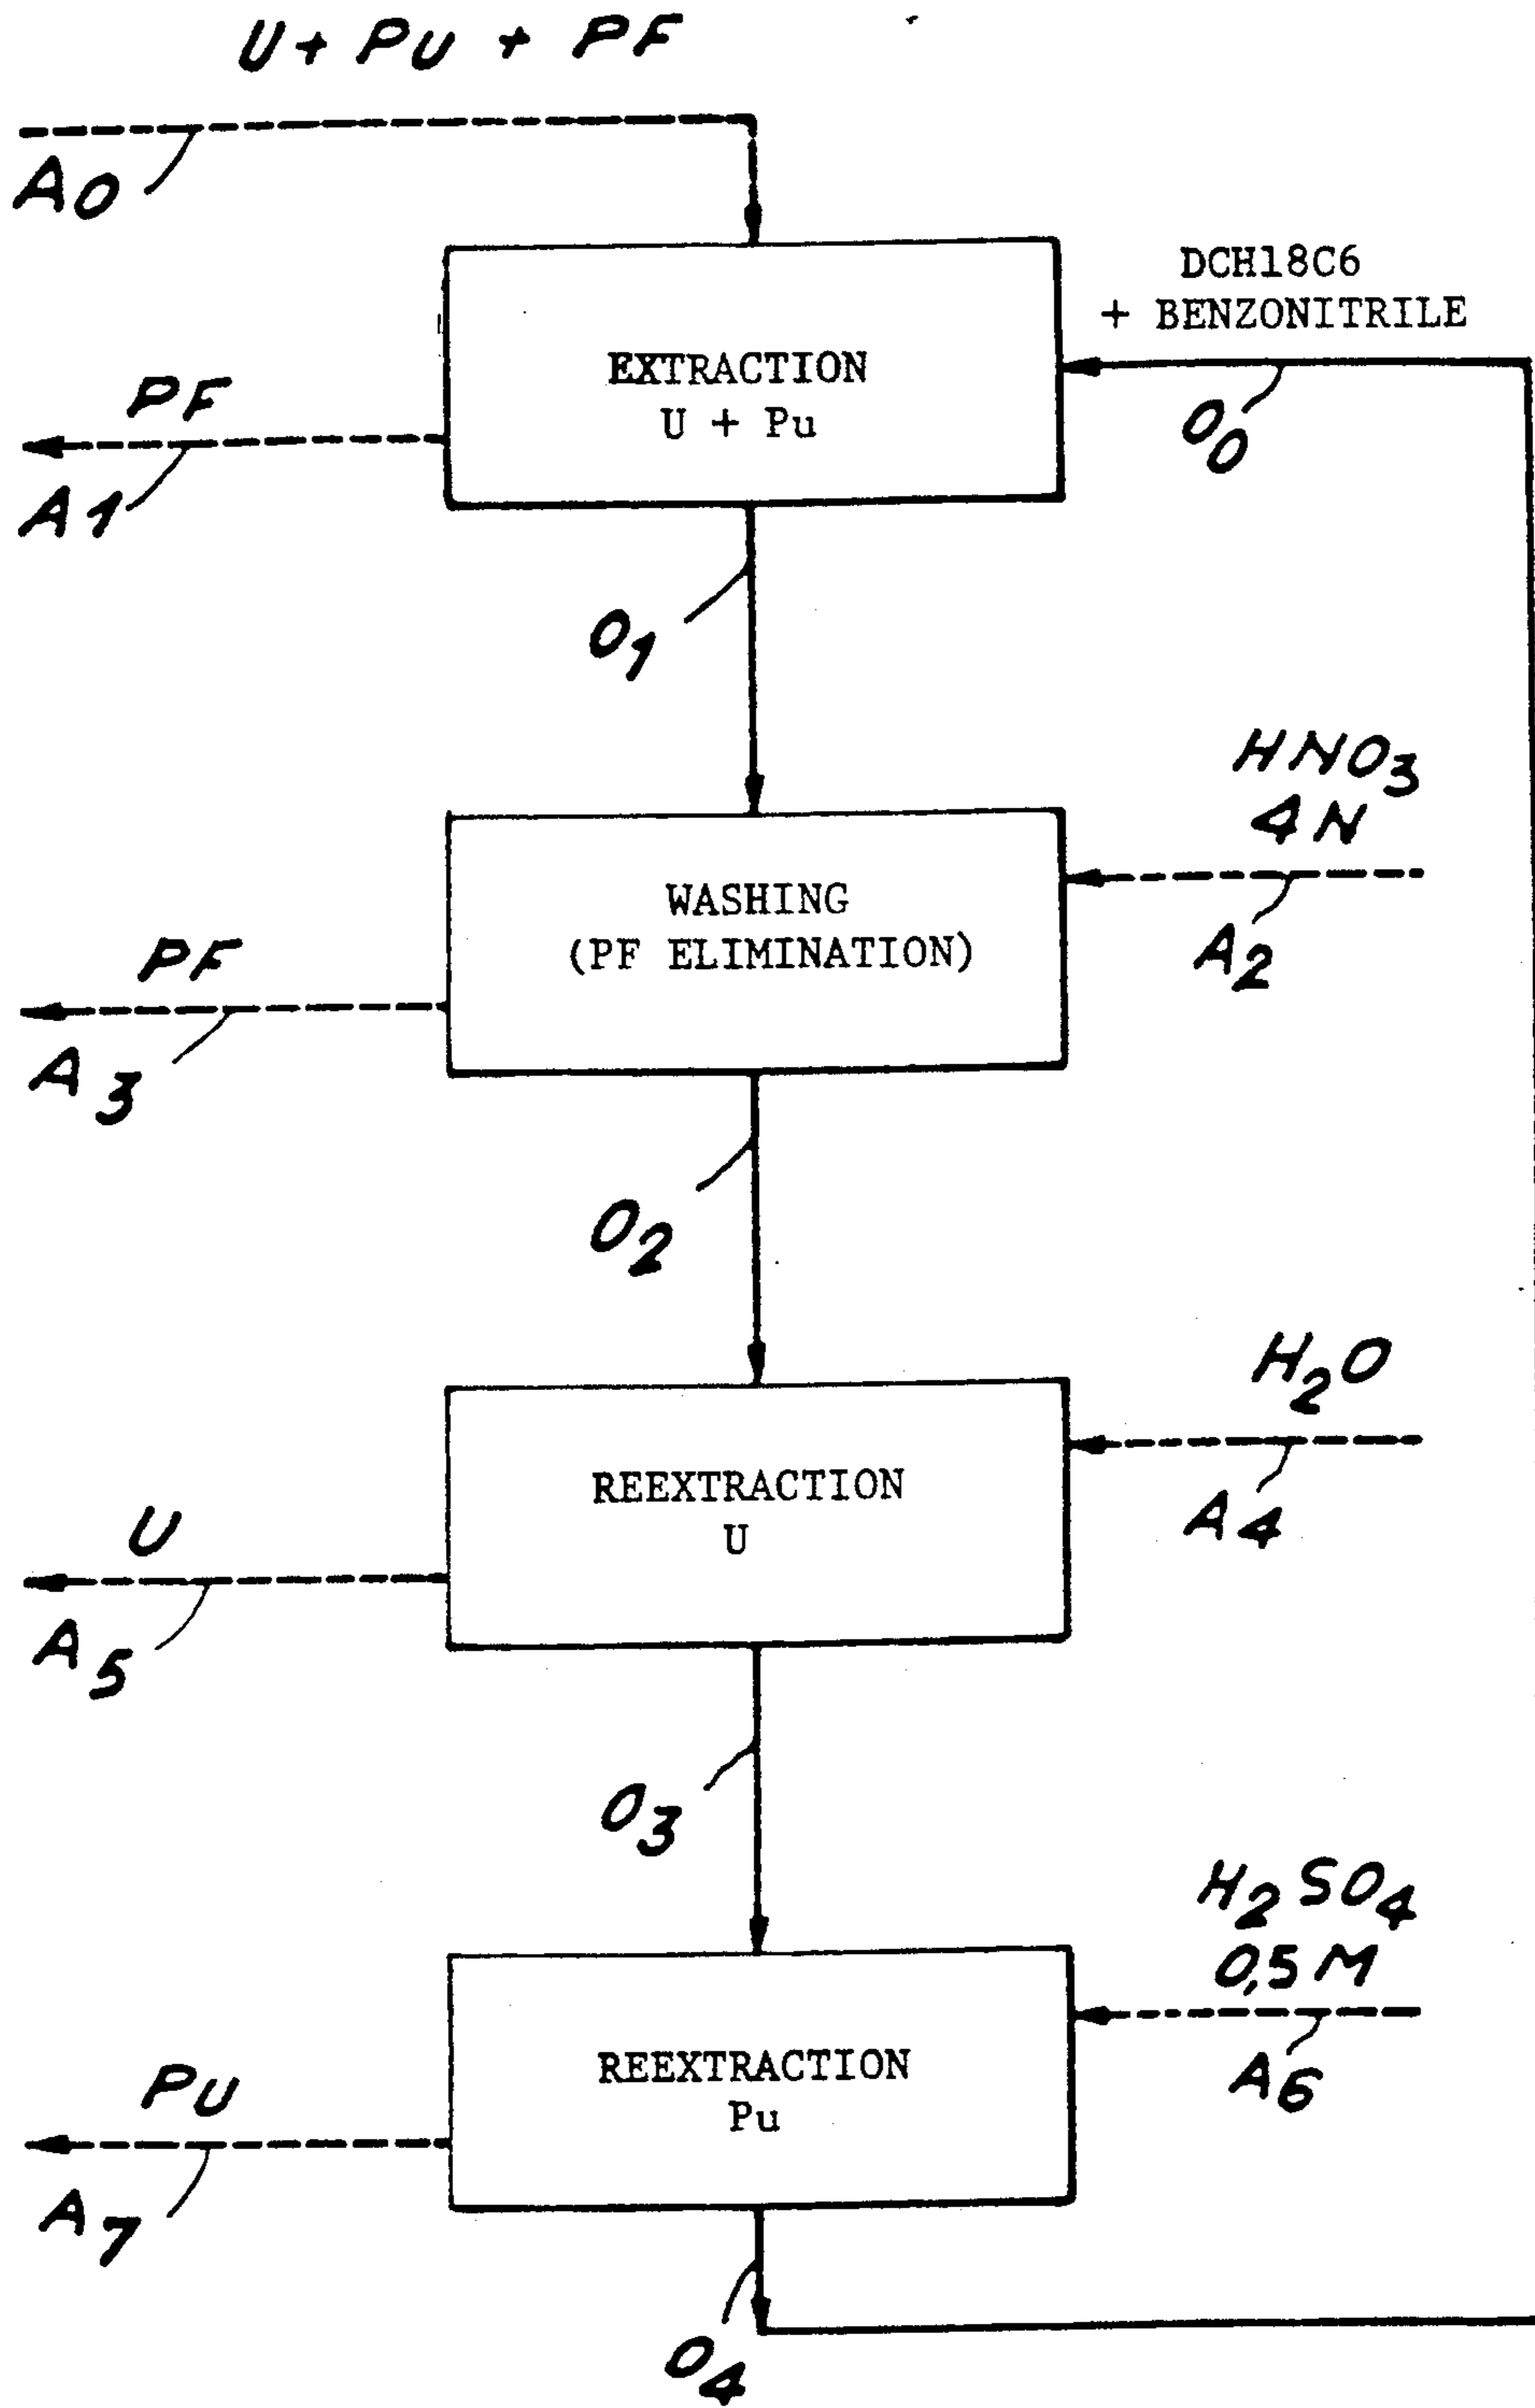 U + PU + PF
A0
DCH18C6
+ BENZONITRILE
EXTRACTION
U + Pu
O0
PF
A1
O1
HNO3
4N
WASHING
(PF ELIMINATION)
A2
PF
A3
O2
H2O
REEXTRACTION
U
A4
U
A5
O3
H2SO4
0,5M
REEXTRACTION
Pu
A6
PU
A7
O4